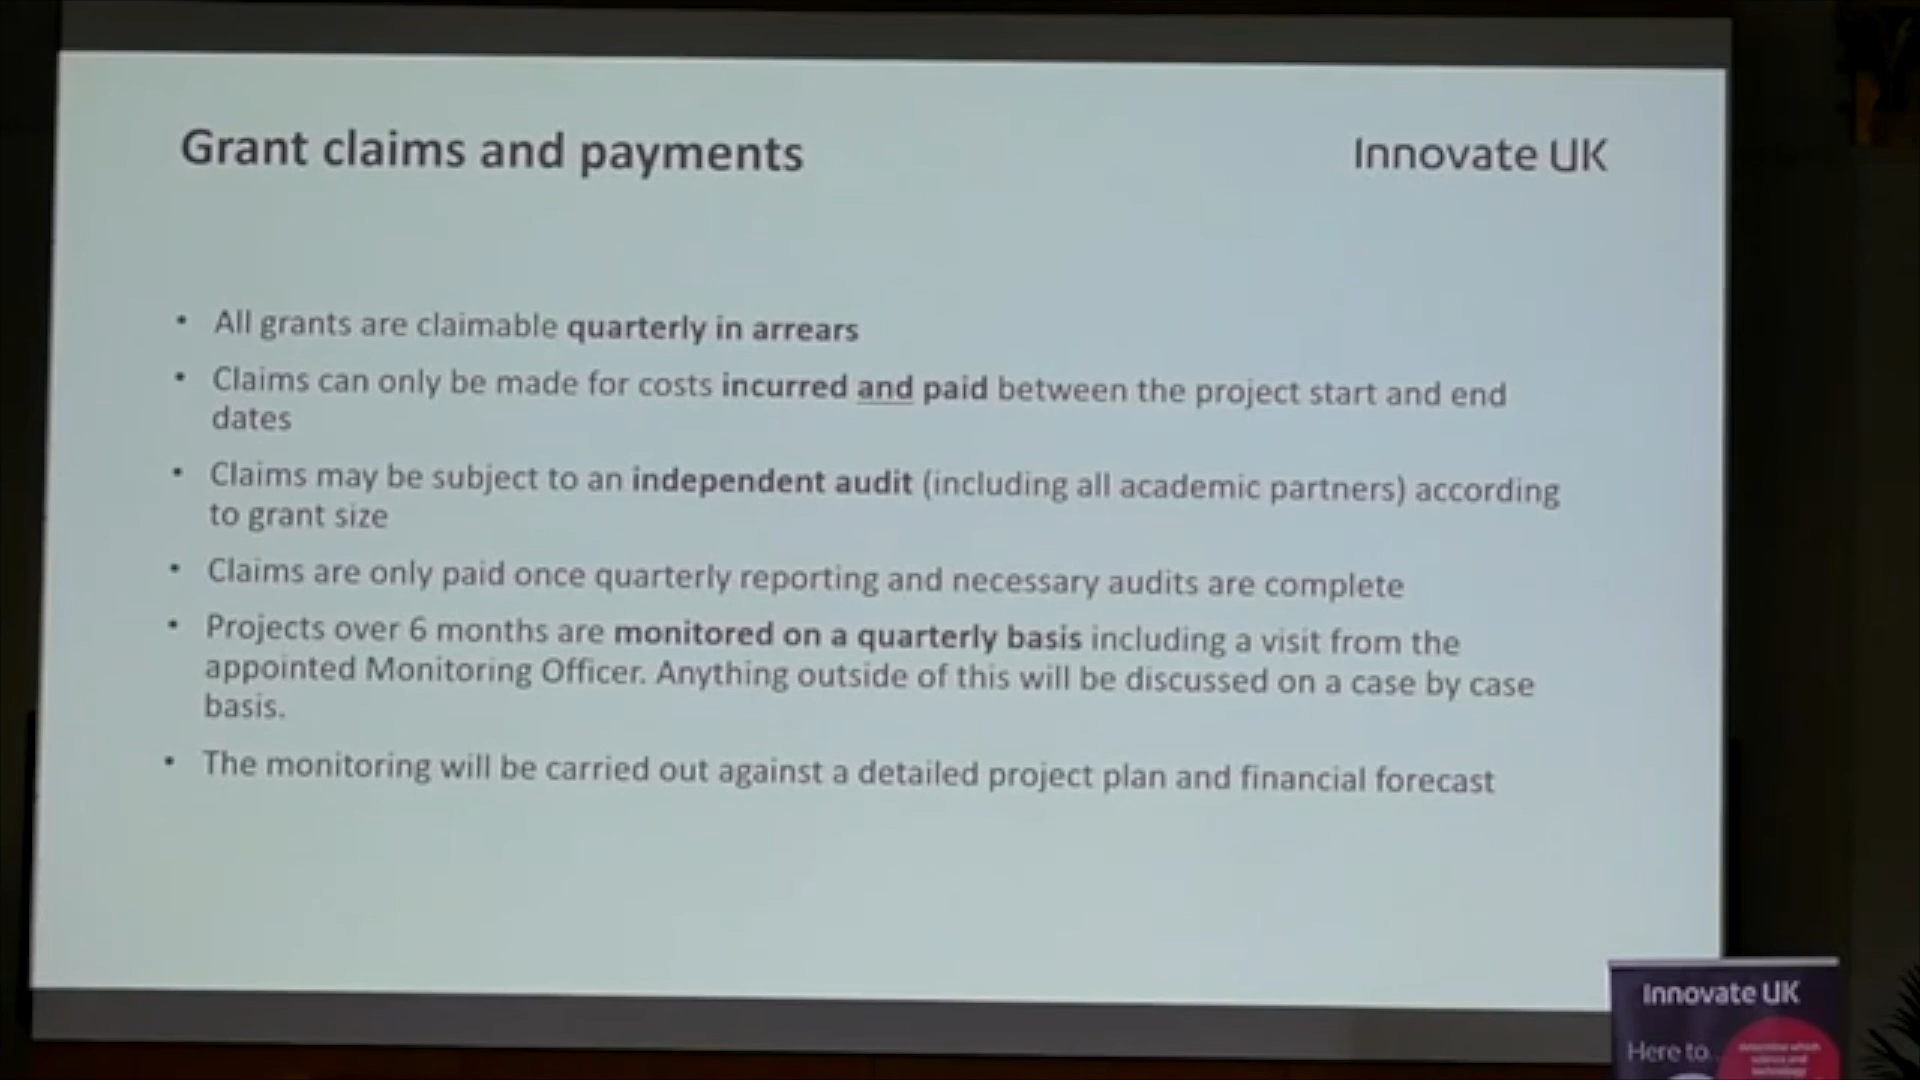 Grant claims and payments
Innovate UK
• All grants are claimable quarterly in arrears
• Claims can only be made for costs incurred and paid between the project start and end
dates
• Claims may be subject to an independent audit (including all academic partners) according
to grant size
• Claims are only paid once quarterly reporting and necessary audits are complete
• Projects over 6 months are monitored on a quarterly basis including a visit from the
appointed Monitoring Officer. Anything outside of this will be discussed on a case by case
basis.
• The monitoring will be carried out against a detailed project plan and financial forecast
Innovate UK
Here to
determine which
science and
technology